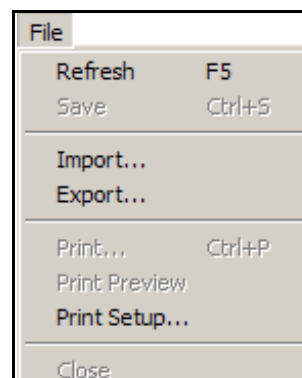 File
Refresh F5
Save Ctrl+S
Import...
Export...
Print... Ctrl+P
Print Preview
Print Setup...
Close